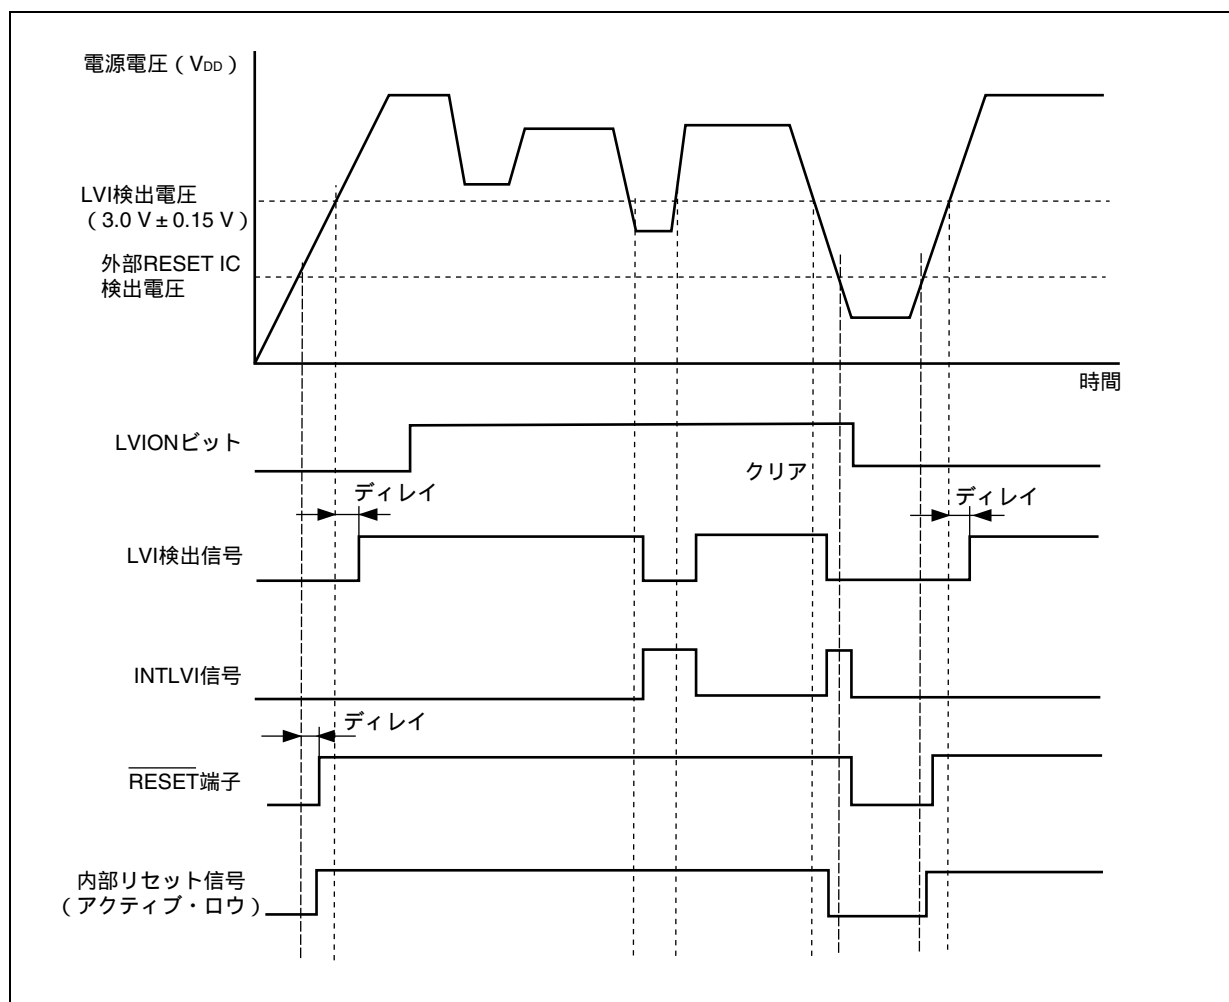 電源電圧（VDD）
LVI検出電圧
（3.0 V ± 0.15 V）
外部RESET IC
検出電圧
時間
LVIONビット
クリア
ディレイ
ディレイ
LVI検出信号
INTLVI信号
ディレイ
RESET端子
内部リセット信号
（アクティブ・ロウ）